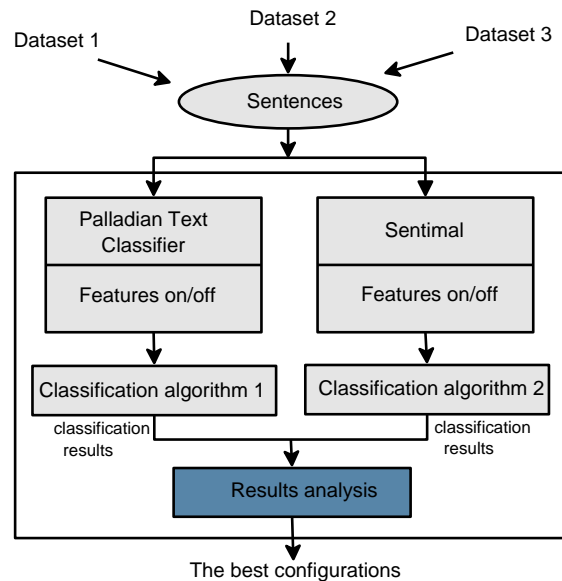 Dataset 1
Dataset 2
Dataset 3
Sentences
Palladian Text
Classifier
Features on/off
Sentimal
Features on/off
Classification algorithm 1
Classification algorithm 2
classification
results
classification
results
Results analysis
The best configurations